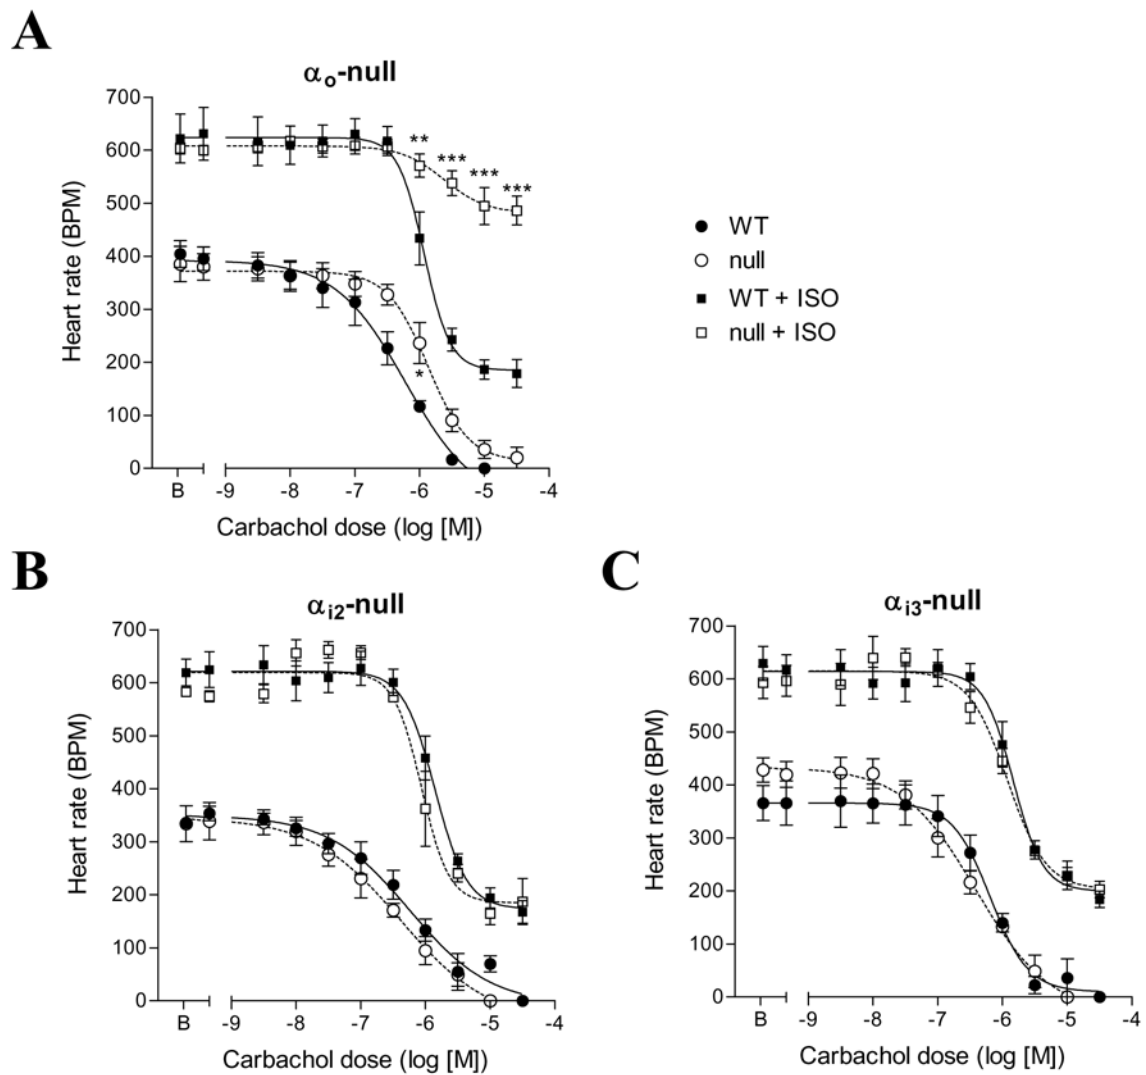 A
αo-null
700
600
500
400
300
200
100
0
Heart rate (BPM)
** *** *** ***
*
B -9 -8 -7 -6 -5 -4
Carbachol dose (log [M])
WT
null
WT + ISO
null + ISO
B
αi2-null
700
600
500
400
300
200
100
0
Heart rate (BPM)
B -9 -8 -7 -6 -5 -4
Carbachol dose (log [M])
C
αi3-null
700
600
500
400
300
200
100
0
Heart rate (BPM)
B -9 -8 -7 -6 -5 -4
Carbachol dose (log [M])